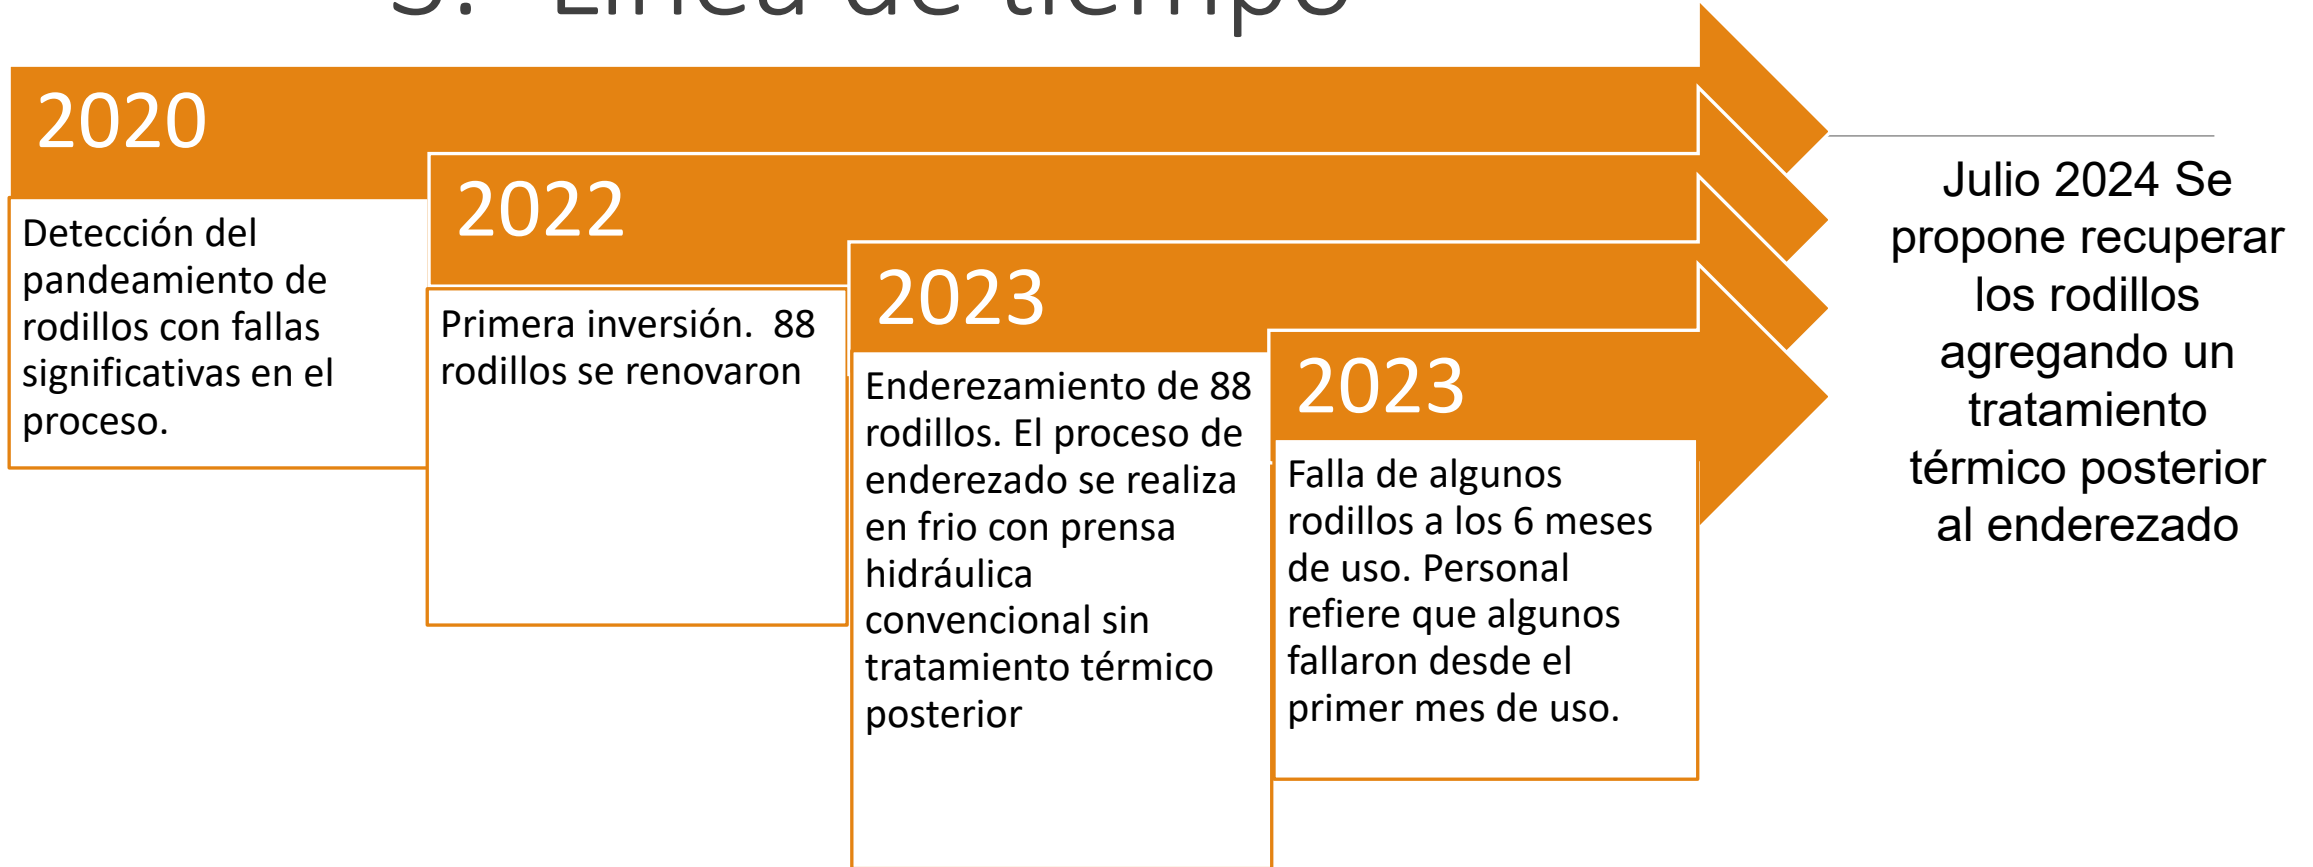 Línea de tiempo
2020
Detección del
pandeamiento de
rodillos con fallas
significativas en el
proceso.
2022
Primera inversión.  88
rodillos se renovaron
2023
Enderezamiento de 88
rodillos. El proceso de
enderezado se realiza
en frio con prensa
hidráulica
convencional sin
tratamiento térmico
posterior
2023
Falla de algunos
rodillos a los 6 meses
de uso. Personal
refiere que algunos
fallaron desde el
primer mes de uso.
Julio 2024 Se
propone recuperar
los rodillos
agregando un
tratamiento
térmico posterior
al enderezado